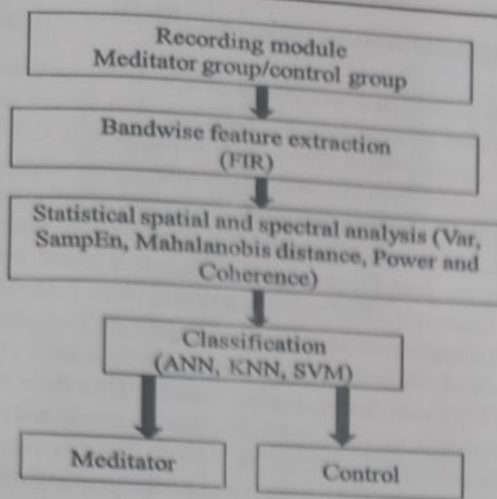 Recording module
Meditator group/control group
Bandwise feature extraction
(FIR)
Statistical spatial and spectral analysis (Var,
SampEn, Mahalanobis distance, Power and
Coherence)
Classification
(ANN, KNN, SVM)
Meditator
Control